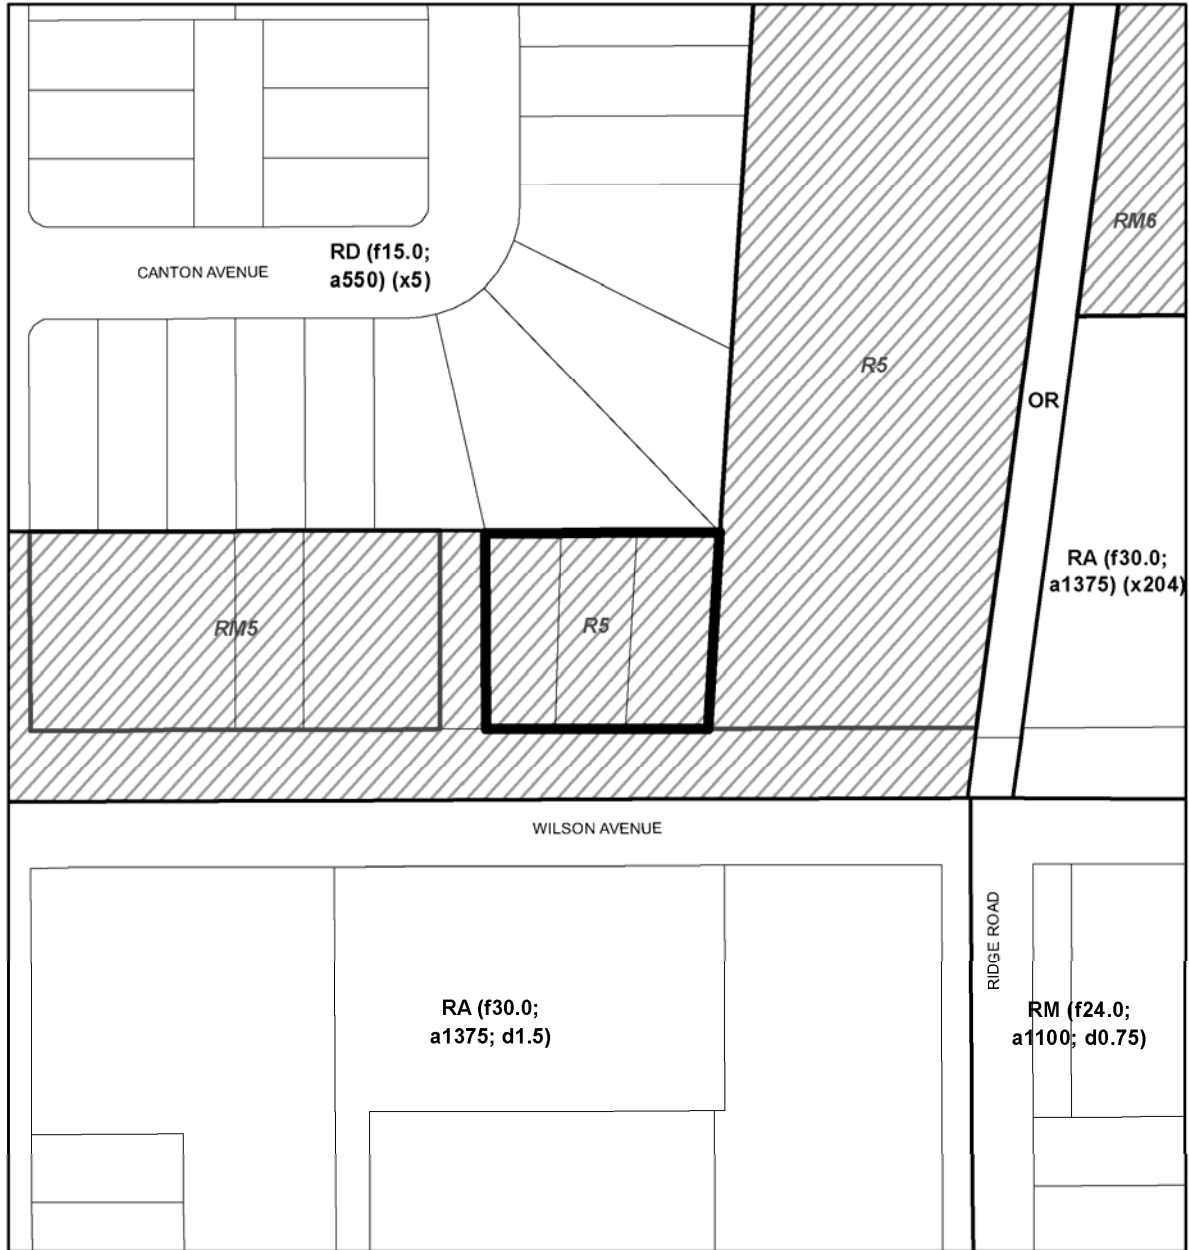 RM6
RD (f15.0;
a550) (x5)
CANTON AVENUE
R5
OR
RA (f30.0;
a1375) (x204)
RM5
R5
WILSON AVENUE
RIDGE ROAD
RA (f30.0;
a1375; d1.5)
RM (f24.0;
a1100; d0.75)